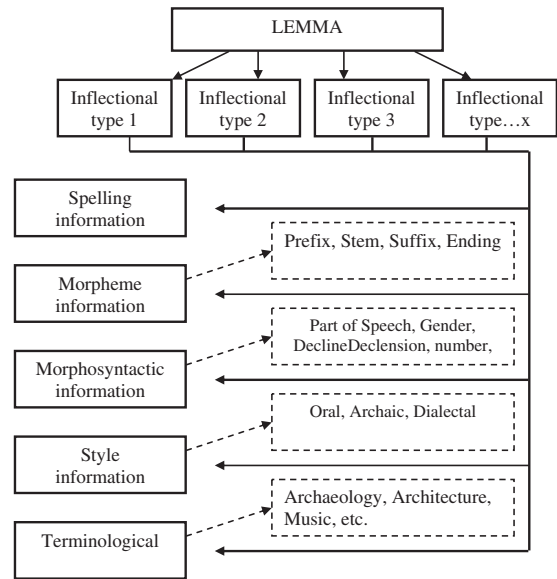 LEMMA
Inflectional
type 1
Inflectional
type 2
Inflectional
type 3
Inflectional
type…x
Spelling
information
Prefix, Stem, Suffix, Ending
Morpheme
information
Part of Speech, Gender,
DeclineDeclension, number,
Morphosyntactic
information
Oral, Archaic, Dialectal
Style
information
Archaeology, Architecture,
Music, etc.
Terminological